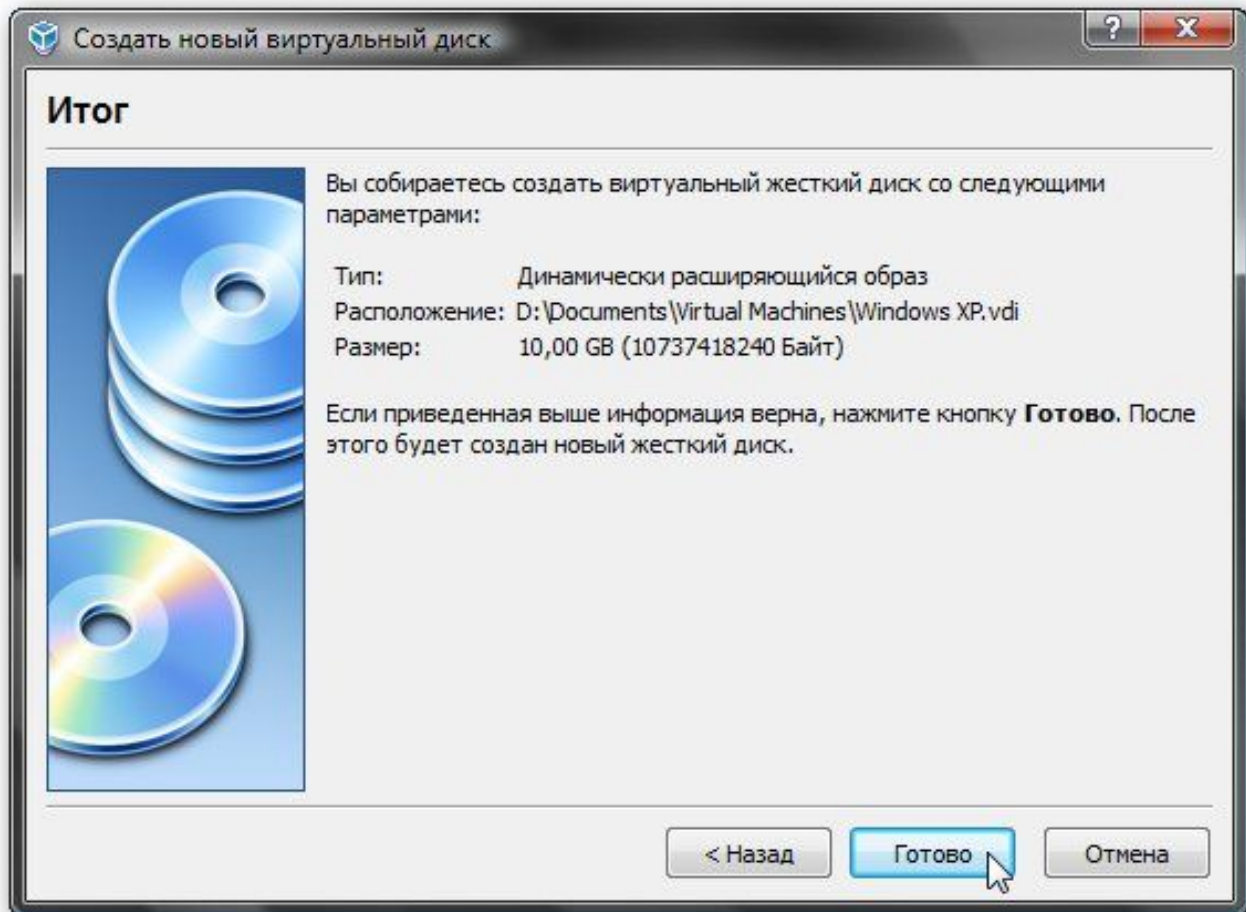 Создать новый виртуальный диск
Итог
Вы собираетесь создать виртуальный жесткий диск со следующими
параметрами:
Тип: Динамически расширяющийся образ
Расположение: D:\Documents\Virtual Machines\Windows XP.vdi
Размер: 10,00 GB (10737418240 Байт)
Если приведенная выше информация верна, нажмите кнопку Готово. После
этого будет создан новый жесткий диск.
< Назад Готово Отмена